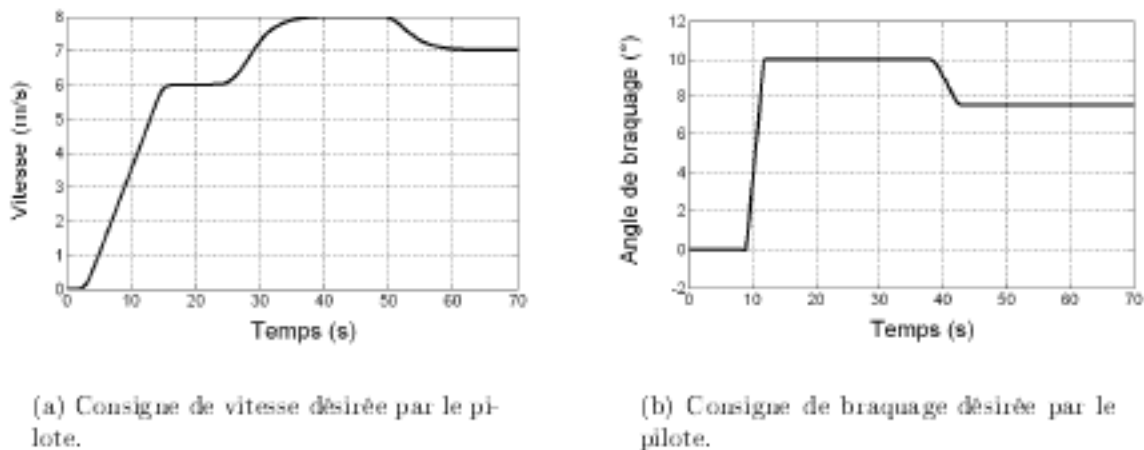 8
7
6
5
4
3
2
1
0
0 10 20 30 40 50 60 70
Vitesse (m/s)
Temps (s)
12
10
8
6
4
2
0
-2
0 10 20 30 40 50 60 70
Angle de braquage (°)
Temps (s)
(a) Consigne de vitesse désirée par le pi-
lote.
(b) Consigne de braquage désirée par le
pilote.